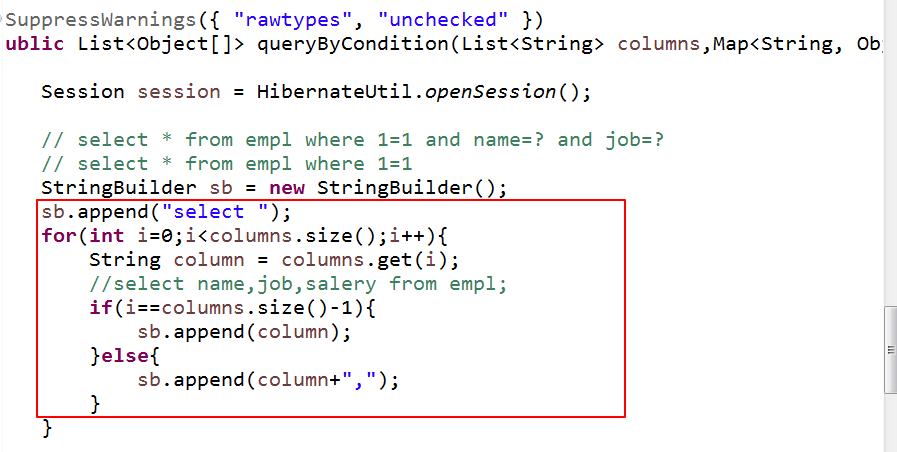 SuppressWarnings({ "rawtypes", "unchecked" })
ublic List<Object[]> queryByCondition(List<String> columns,Map<String, Ob
Session session = HibernateUtil.openSession();
// select * from empl where 1=1 and name=? and job=?
// select * from empl where 1=1
StringBuilder sb = new StringBuilder();
sb.append("select ");
for(int i=0;i<columns.size();i++){
String column = columns.get(i);
//select name,job,salery from empl;
if(i==columns.size()-1){
sb.append(column);
}else{
sb.append(column+",");
}
}